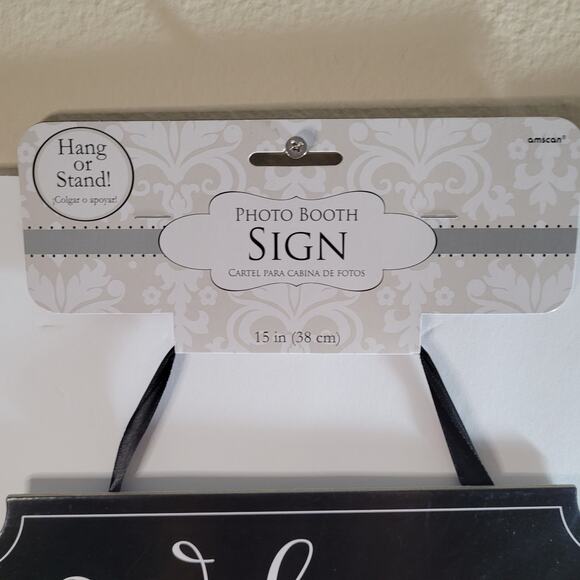 Hang
or
Stand!
¡Colgar o apoyar!
amscan®
PHOTO BOOTH
SIGN
CARTEL PARA CABINA DE FOTOS
15 in (38 cm)